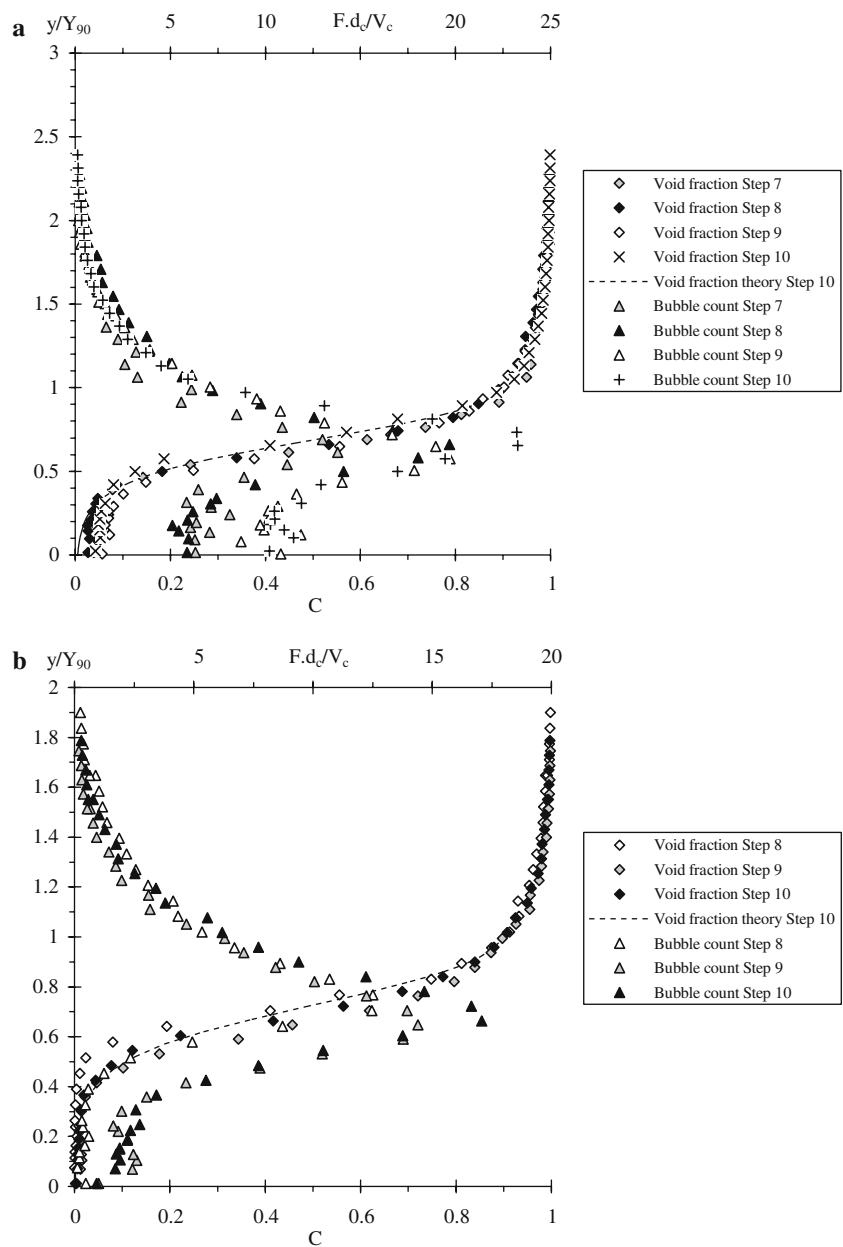 a y/Y90 0 5 F.dc/Vc 10 15 20 25
3
2.5
2
1.5
1
0.5
0
0 0.2 0.4 0.6 0.8 1
C
Void fraction Step 7
Void fraction Step 8
Void fraction Step 9
Void fraction Step 10
Void fraction theory Step 10
Bubble count Step 7
Bubble count Step 8
Bubble count Step 9
Bubble count Step 10
b y/Y90 5 F.dc/Vc 15 20
2
1.8
1.6
1.4
1.2
1
0.8
0.6
0.4
0.2
0
0 0.2 0.4 0.6 0.8 1
C
Void fraction Step 8
Void fraction Step 9
Void fraction Step 10
Void fraction theory Step 10
Bubble count Step 8
Bubble count Step 9
Bubble count Step 10